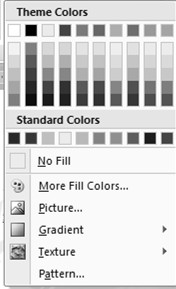 Theme Colors
Standard Colors
No Fill
More Fill Colors...
Picture...
Gradient
Texture
Pattern...